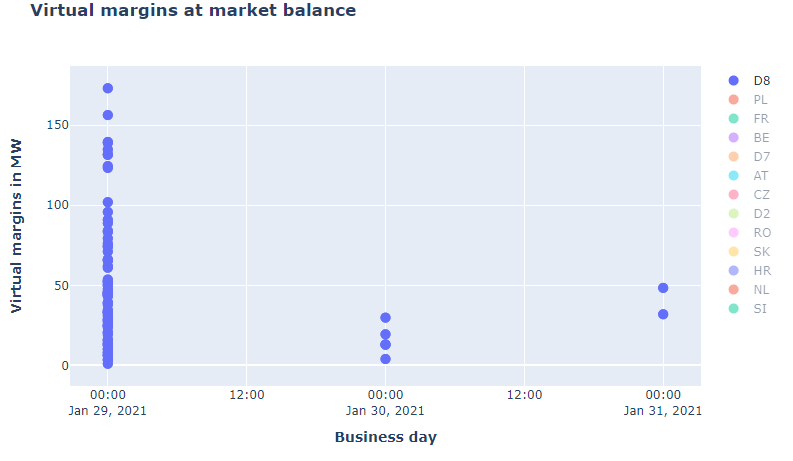 Virtual margins at market balance
Virtual margins in MW
150
100
50
0
00:00
Jan 29, 2021
12:00
00:00
Jan 30, 2021
12:00
00:00
Jan 31, 2021
Business day
D8
PL
FR
BE
D7
AT
CZ
D2
RO
SK
HR
NL
SI